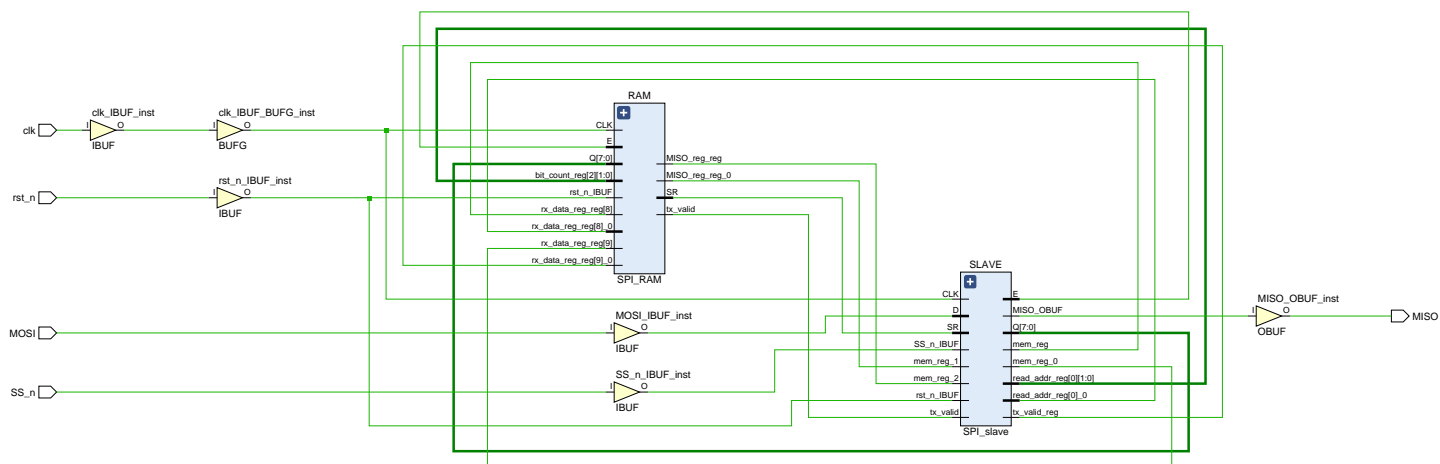 RAM
clk_IBUF_inst
clk_IBUF_BUFG_inst
clk
I
O
I
O
IBUF
BUFG
CLK
E
Q[7:0]
bit_count_reg[2][1:0]
rst_n_IBUF
rx_data_reg_reg[8]
rx_data_reg_reg[8]_0
rx_data_reg_reg[9]
rx_data_reg_reg[9]_0
MISO_reg_reg
MISO_reg_reg_0
SR
tx_valid
SPI_RAM
rst_n_IBUF_inst
rst_n
I
O
IBUF
SLAVE
CLK
D
SR
SS_n_IBUF
mem_reg_1
mem_reg_2
rst_n_IBUF
tx_valid
E
MISO_OBUF
Q[7:0]
mem_reg
mem_reg_0
read_addr_reg[0][1:0]
read_addr_reg[0]_0
tx_valid_reg
SPI_slave
MISO_OBUF_inst
I
O
OBUF
MISO
MOSI_IBUF_inst
MOSI
I
O
IBUF
SS_n_IBUF_inst
SS_n
I
O
IBUF